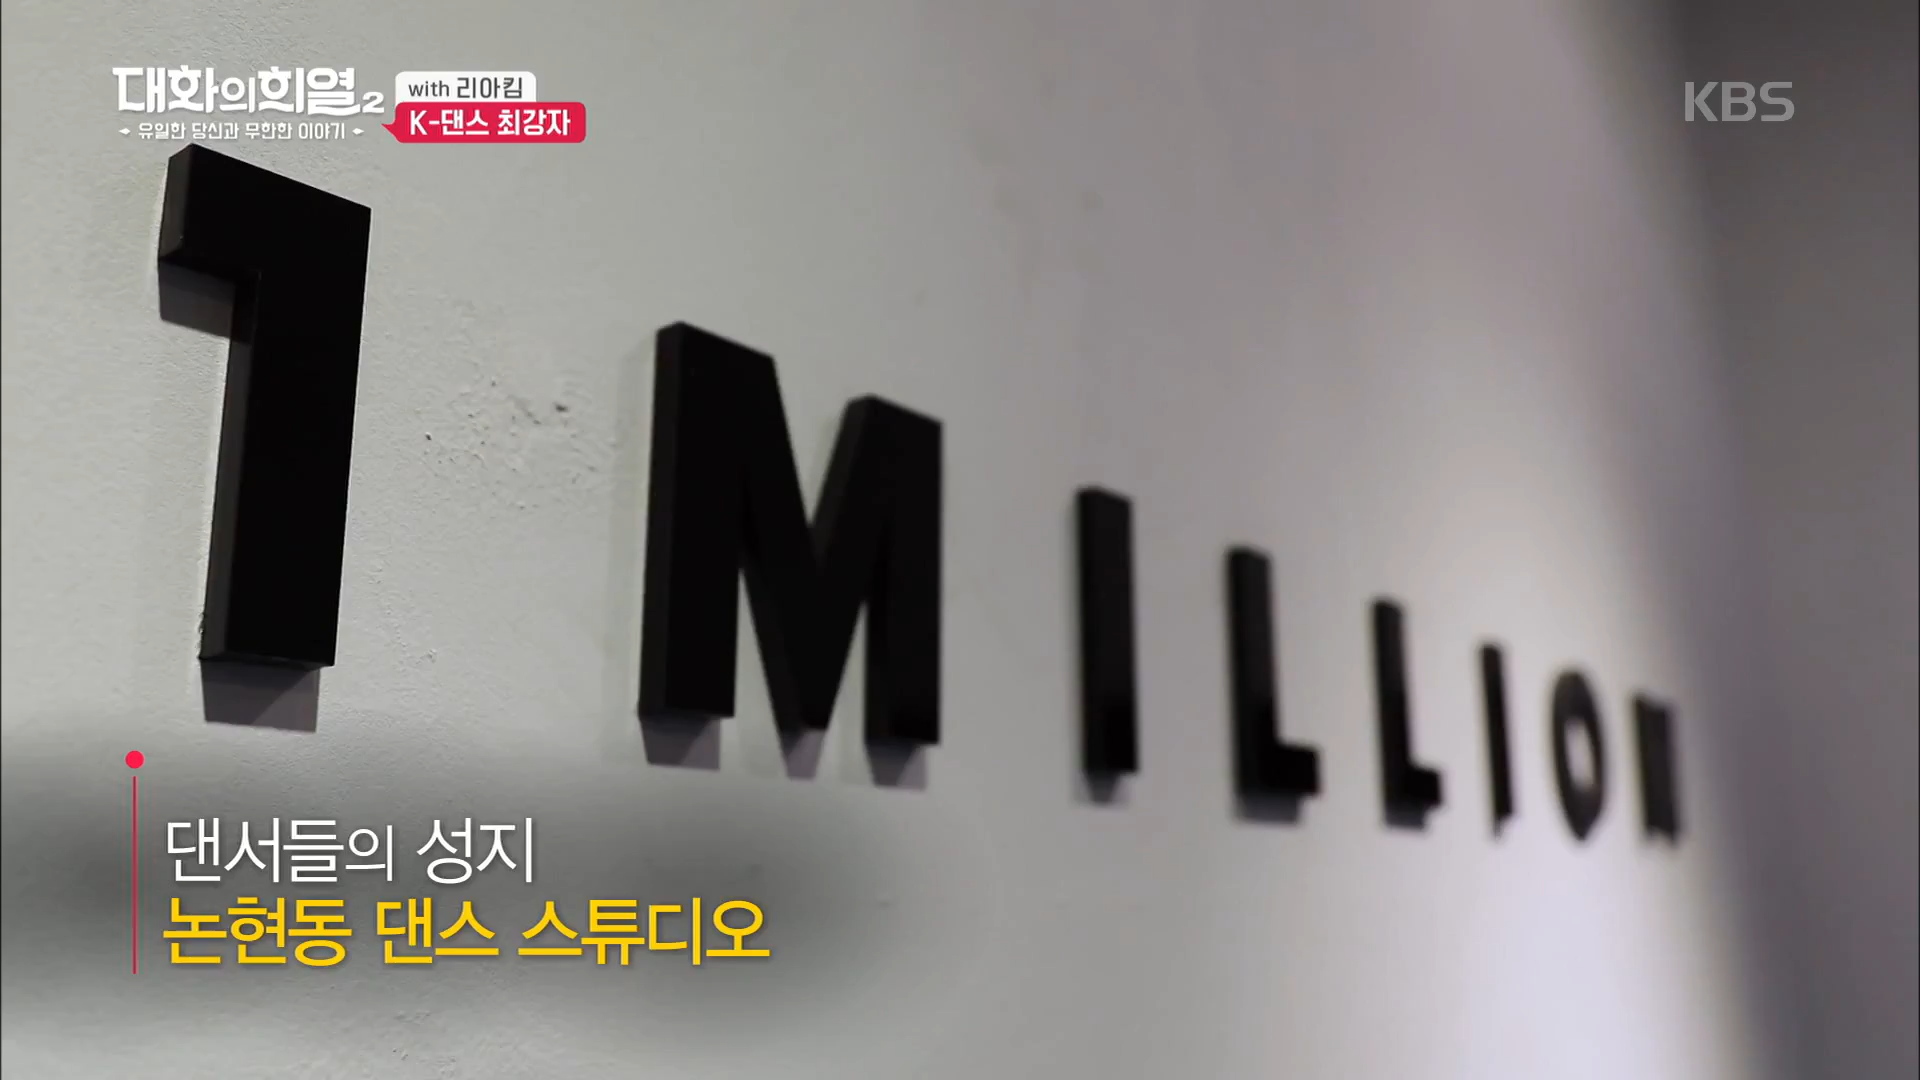 대화의희열2
유일한 당신과 무한한 이야기
with 리아킴
K-댄스 최강자
KBS
1 MILLION
댄서들의 성지
논현동 댄스 스튜디오